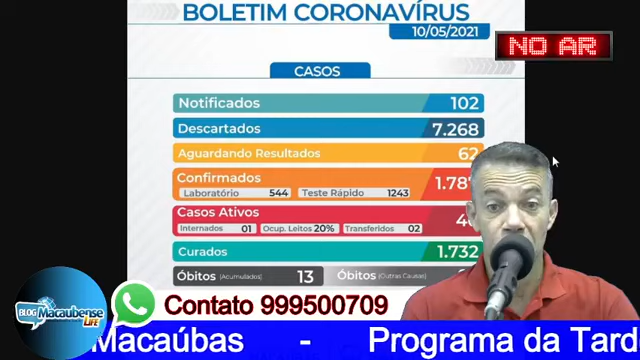 BOLETIM CORONAVÍRUS
10/05/2021
NO AR
CASOS
Notificados 102
Descartados 7.268
Aguardando Resultados 62
Confirmados
Laboratório 544 Teste Rápido 1243
Casos Ativos
Internados 01 Ocup. Leitos 20% Transferidos 02
Curados 1.732
Óbitos (Acumulados) 13 Óbitos (Outras Causas)
BLOG Macaubense LIFE
Contato 999500709
Macaúbas - Programa da Tard